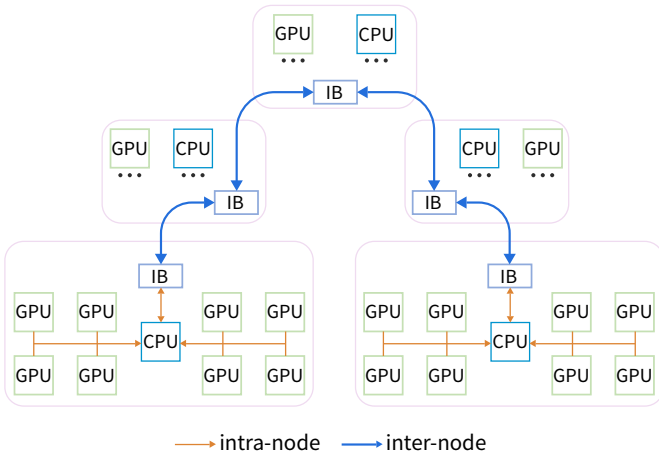 GPU CPU
••• •••
IB
GPU CPU CPU GPU
••• ••• ••• •••
IB IB
IB IB
GPU GPU GPU GPU GPU GPU GPU GPU
CPU CPU
GPU GPU GPU GPU GPU GPU GPU GPU
intra-node inter-node